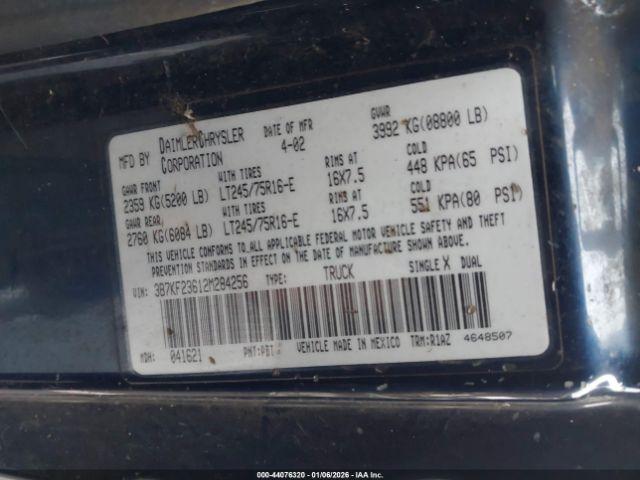 MFD BY DAIMLERCHRYSLER CORPORATION DATE OF MFR 4-02 GVWR 3992 KG(08800 LB)
GAWR FRONT WITH TIRES RIMS AT COLD
2359 KG(5200 LB) LT245/75R16-E 16X7.5 448 KPA(65 PSI)
GAWR REAR WITH TIRES RIMS AT COLD
2760 KG(6084 LB) LT245/75R16-E 16X7.5 551 KPA(80 PSI)
THIS VEHICLE CONFORMS TO ALL APPLICABLE FEDERAL MOTOR VEHICLE SAFETY AND THEFT
PREVENTION STANDARDS IN EFFECT ON THE DATE OF MANUFACTURE SHOWN ABOVE.
VIN: 3B7KF23612M284256 TYPE: TRUCK SINGLE X DUAL
MDH: 041621 PNT:PBT VEHICLE MADE IN MEXICO TRM:R1AZ 4648507
000-44076320 - 01/06/2026 - IAA Inc.